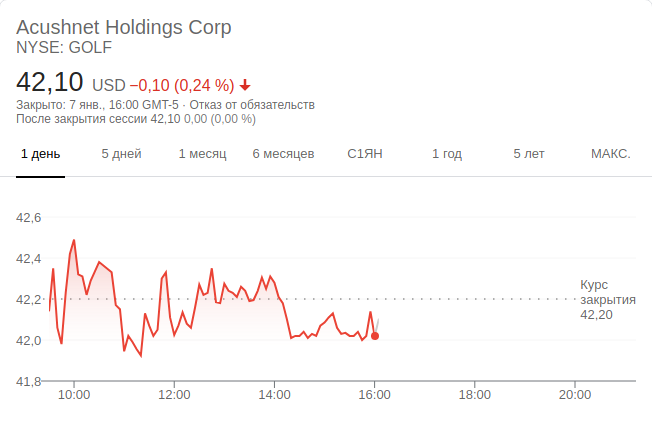 Acushnet Holdings Corp
NYSE: GOLF
42,10 USD −0,10 (0,24 %)
Закрыто: 7 янв., 16:00 GMT-5 · Отказ от обязательств
После закрытия сессии 42,10 0,00 (0,00 %)
1 день 5 дней 1 месяц 6 месяцев С1ЯН 1 год 5 лет МАКС.
42,6
42,4
Курс
42,2 закрытия
42,20
42,0
41,8
10:00 12:00 14:00 16:00 18:00 20:00